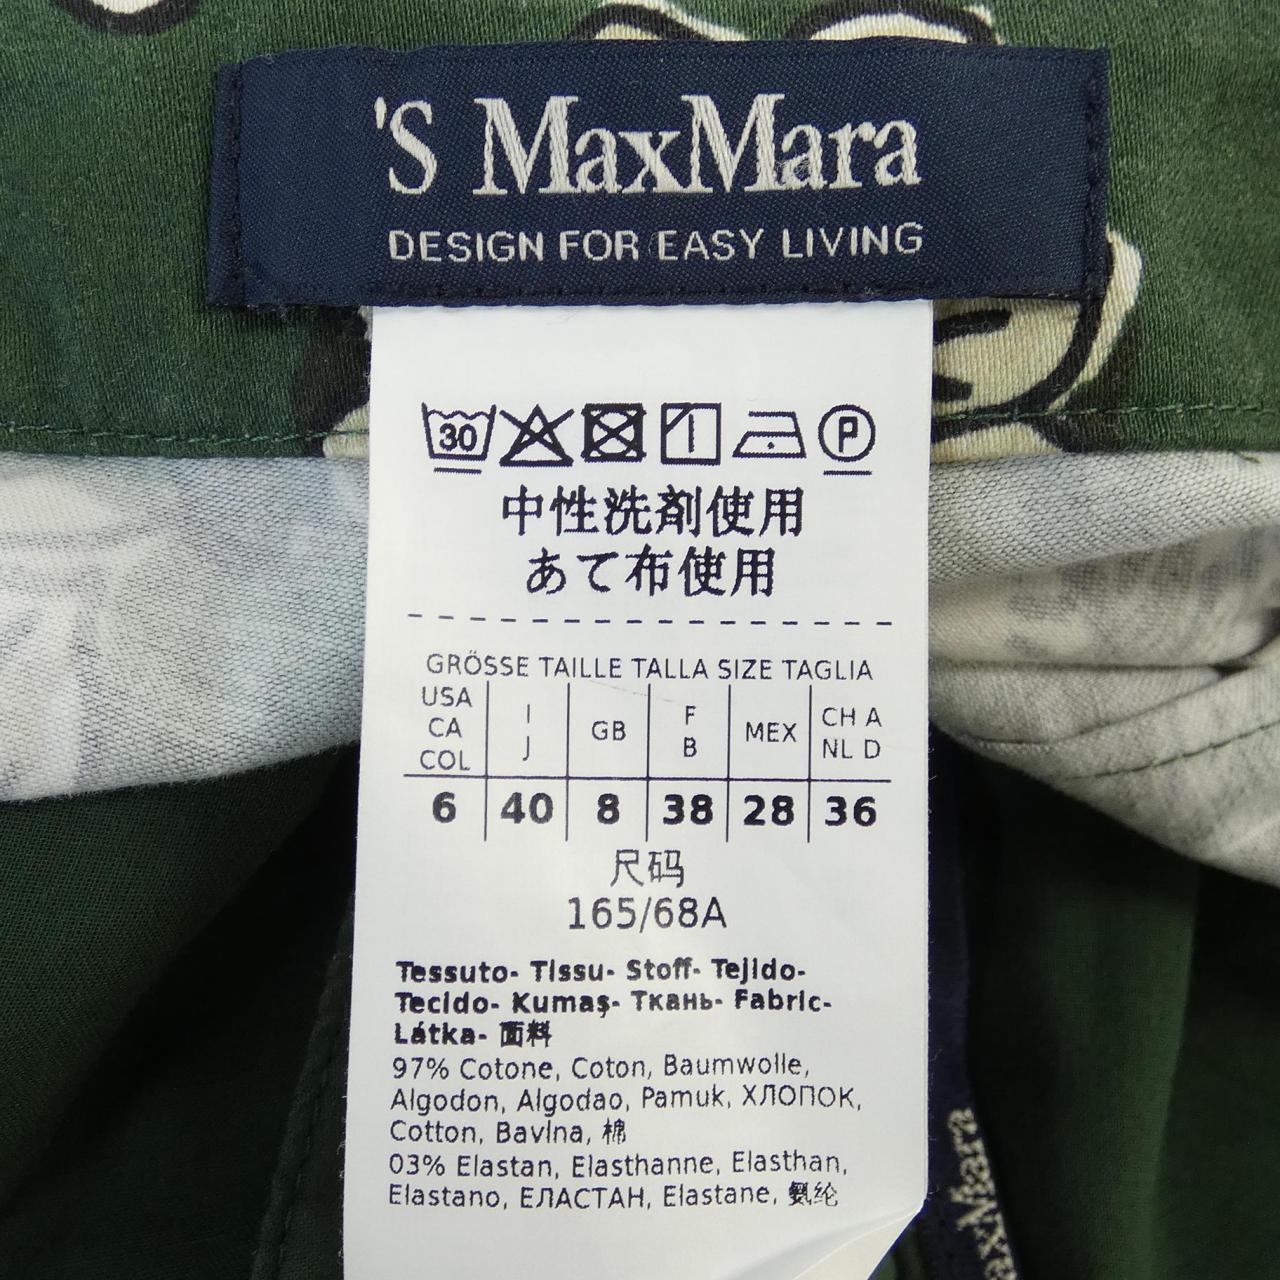 'S MaxMara
DESIGN FOR EASY LIVING
30 P
中性洗剤使用
あて布使用
GRÖSSE TAILLE TALLA SIZE TAGLIA
USA CA COL | I J | GB | F B | MEX | CH A NL D
6 | 40 | 8 | 38 | 28 | 36
尺码
165/68A
Tessuto- Tissu- Stoff- Tejido-
Tecido- Kumaş- Ткань- Fabric-
Látka- 面料
97% Cotone, Coton, Baumwolle,
Algodon, Algodao, Pamuk, ХЛОПОК,
Cotton, Bavlna, 棉
03% Elastan, Elasthanne, Elasthan,
Elastano, ЕЛАСТАН, Elastane, 氨纶
MaxMara